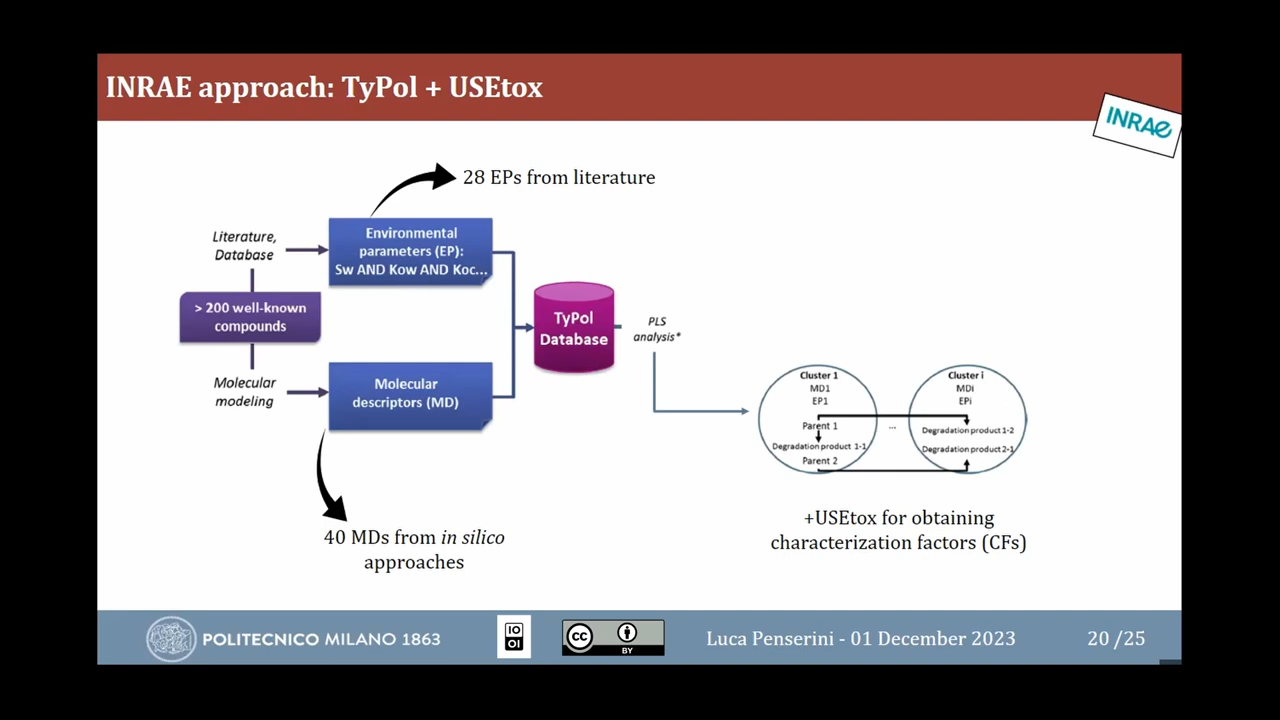 INRAE approach: TyPol + USEtox
INRAE
28 EPs from literature
Literature,
Database
Environmental
parameters (EP):
Sw AND Kow AND Koc...
> 200 well-known
compounds
TyPol
Database
PLS
analysis*
Molecular
modeling
Molecular
descriptors (MD)
Cluster 1
MD1
EP1
Parent 1
Degradation product 1-1
Parent 2
...
Cluster i
MDi
EPi
Degradation product 1-2
Degradation product 2-1
40 MDs from in silico
approaches
+USEtox for obtaining
characterization factors (CFs)
POLITECNICO MILANO 1863
IO
OI
CC
BY
Luca Penserini - 01 December 2023
20 /25